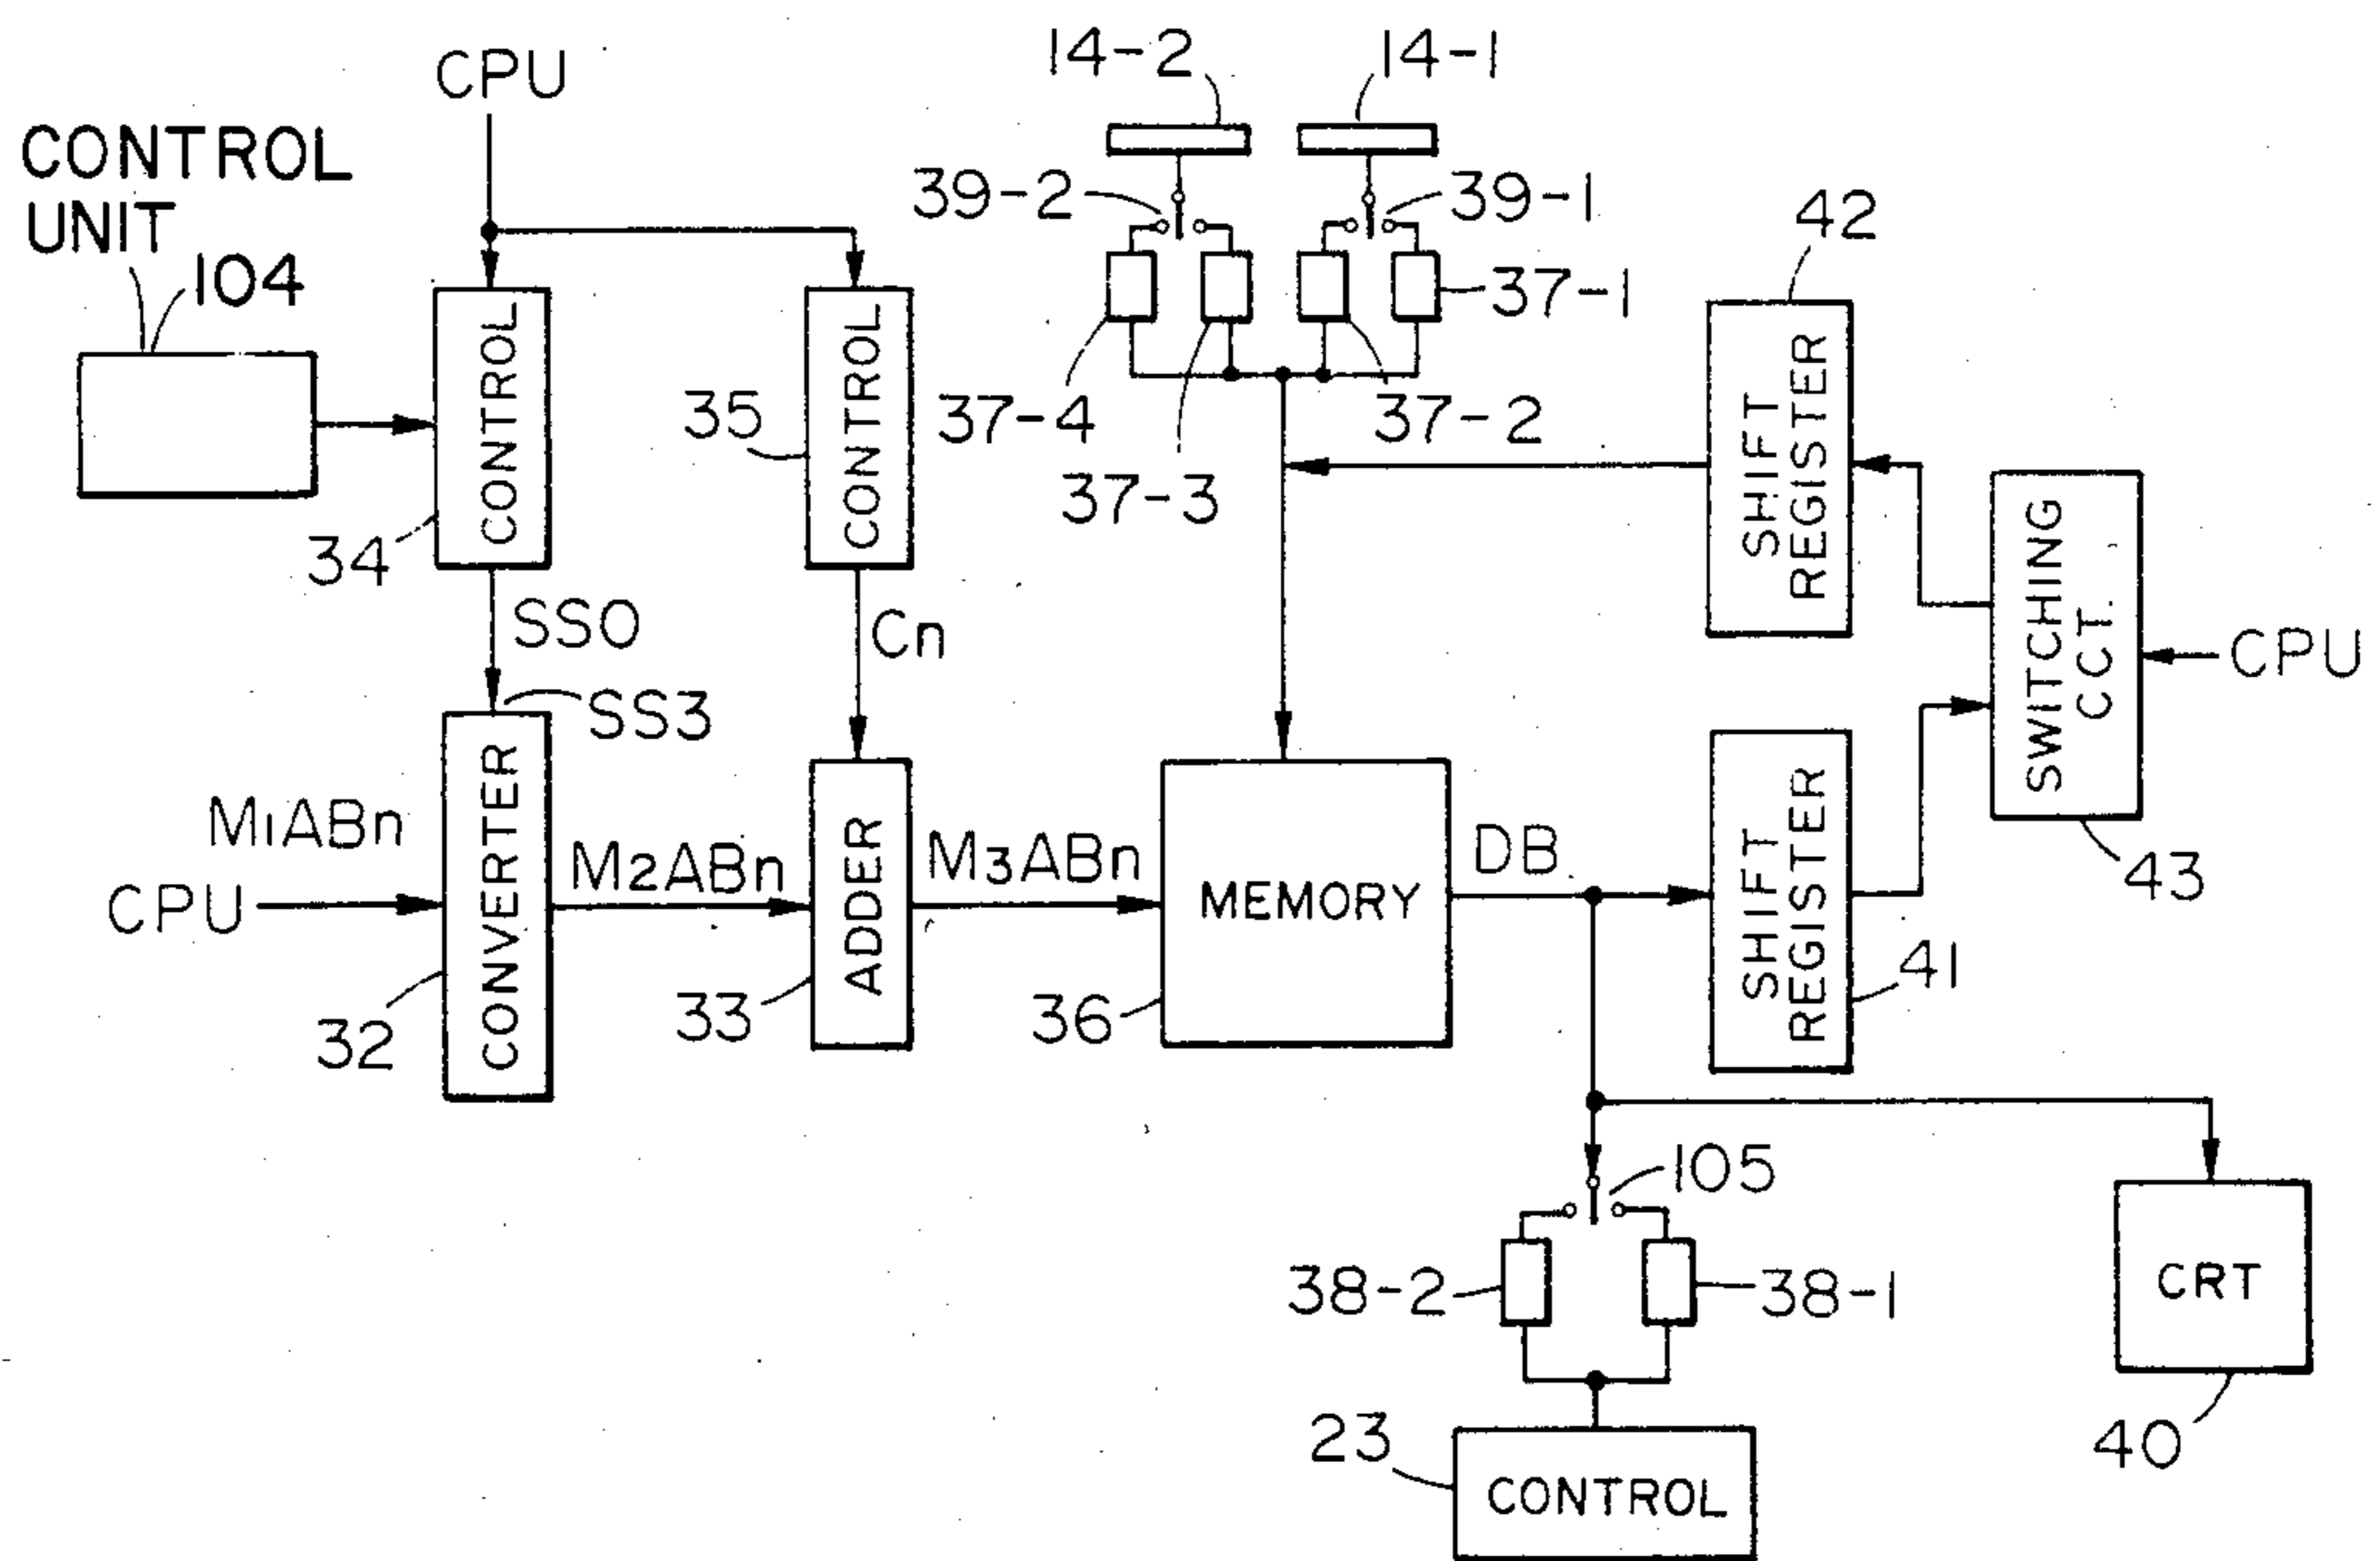 CPU
14-2
14-1
CONTROL
UNIT
104
39-2
39-1
42
37-1
CONTROL
CONTROL
35
37-4
37-2
37-3
SHIFT
REGISTER
34
SWITCHING
CCT.
CPU
SS0
Cn
SS3
M1ABn
CPU
CONVERTER
M2ABn
ADDER
M3ABn
MEMORY
DB
SHIFT
REGISTER
43
41
32
33
36
105
38-2
38-1
CRT
23
CONTROL
40